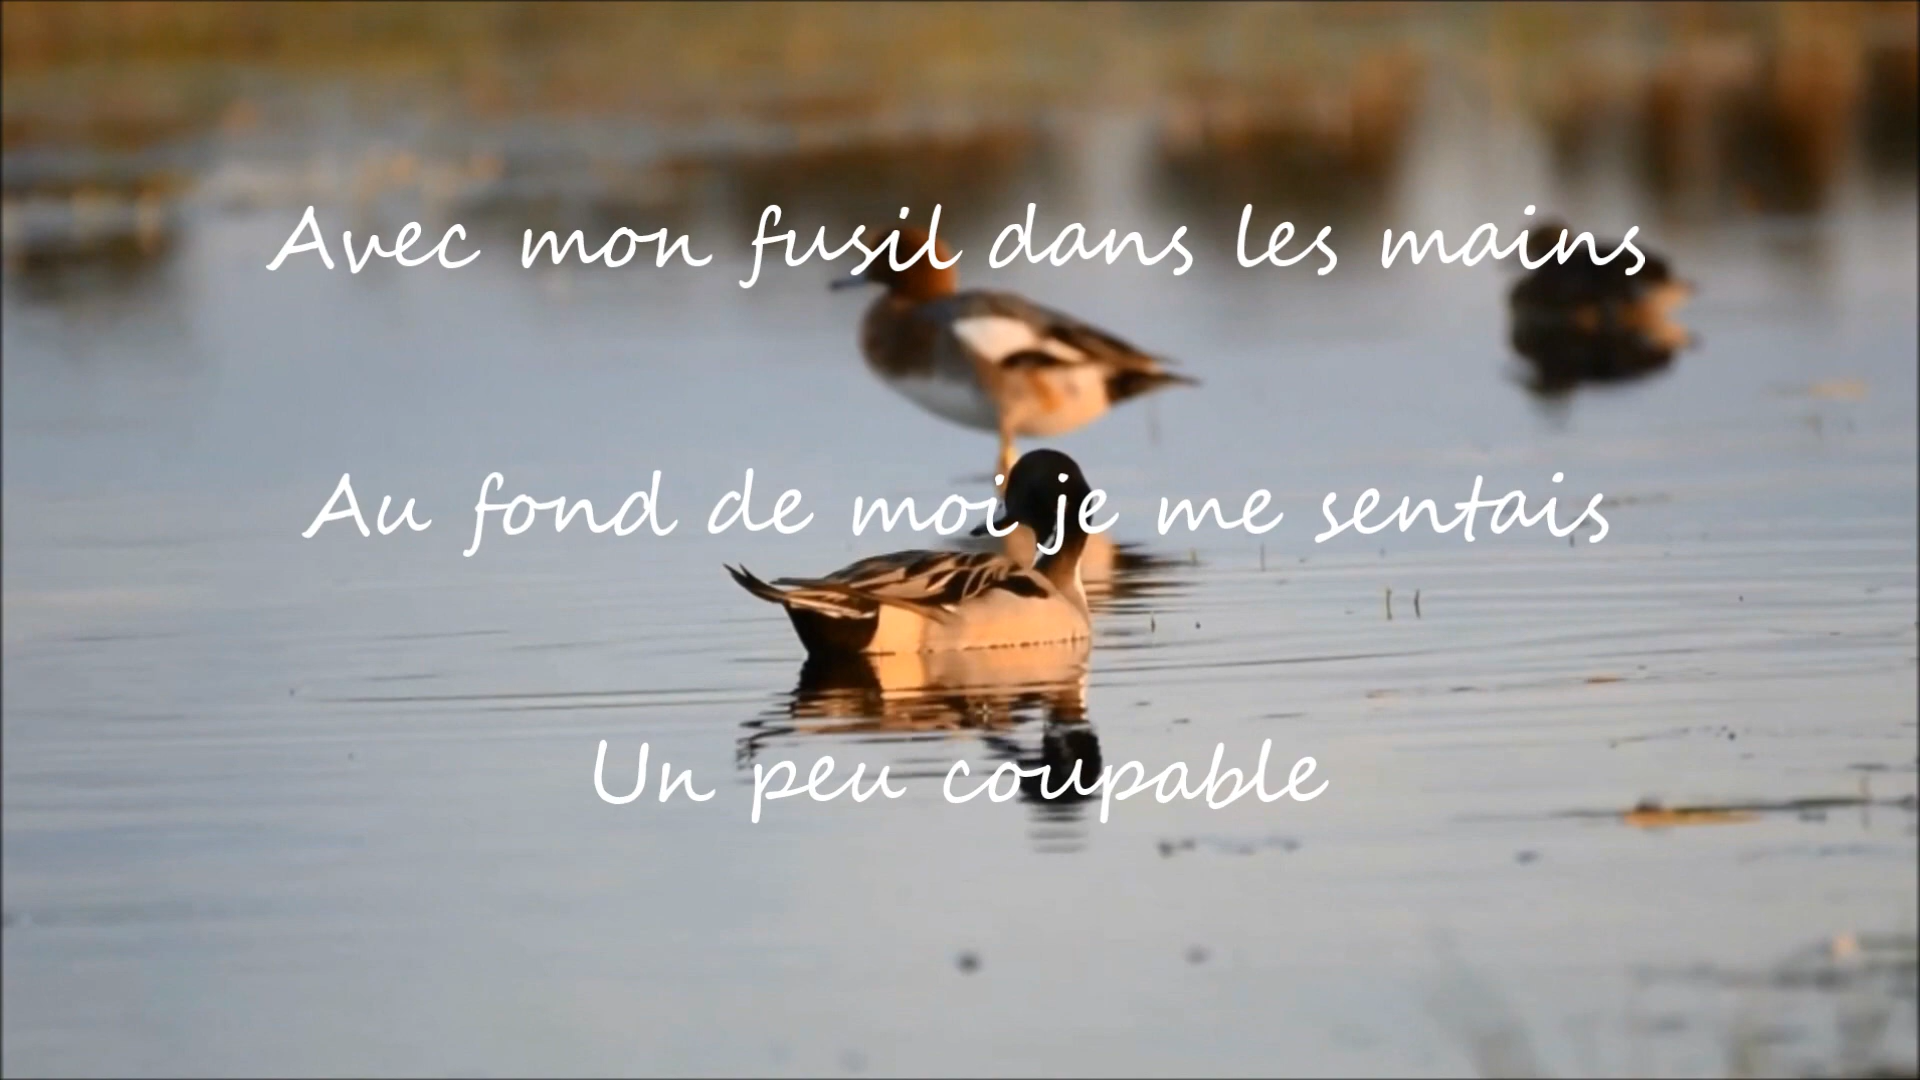 Avec mon fusil dans les mains
Au fond de moi je me sentais
Un peu coupable